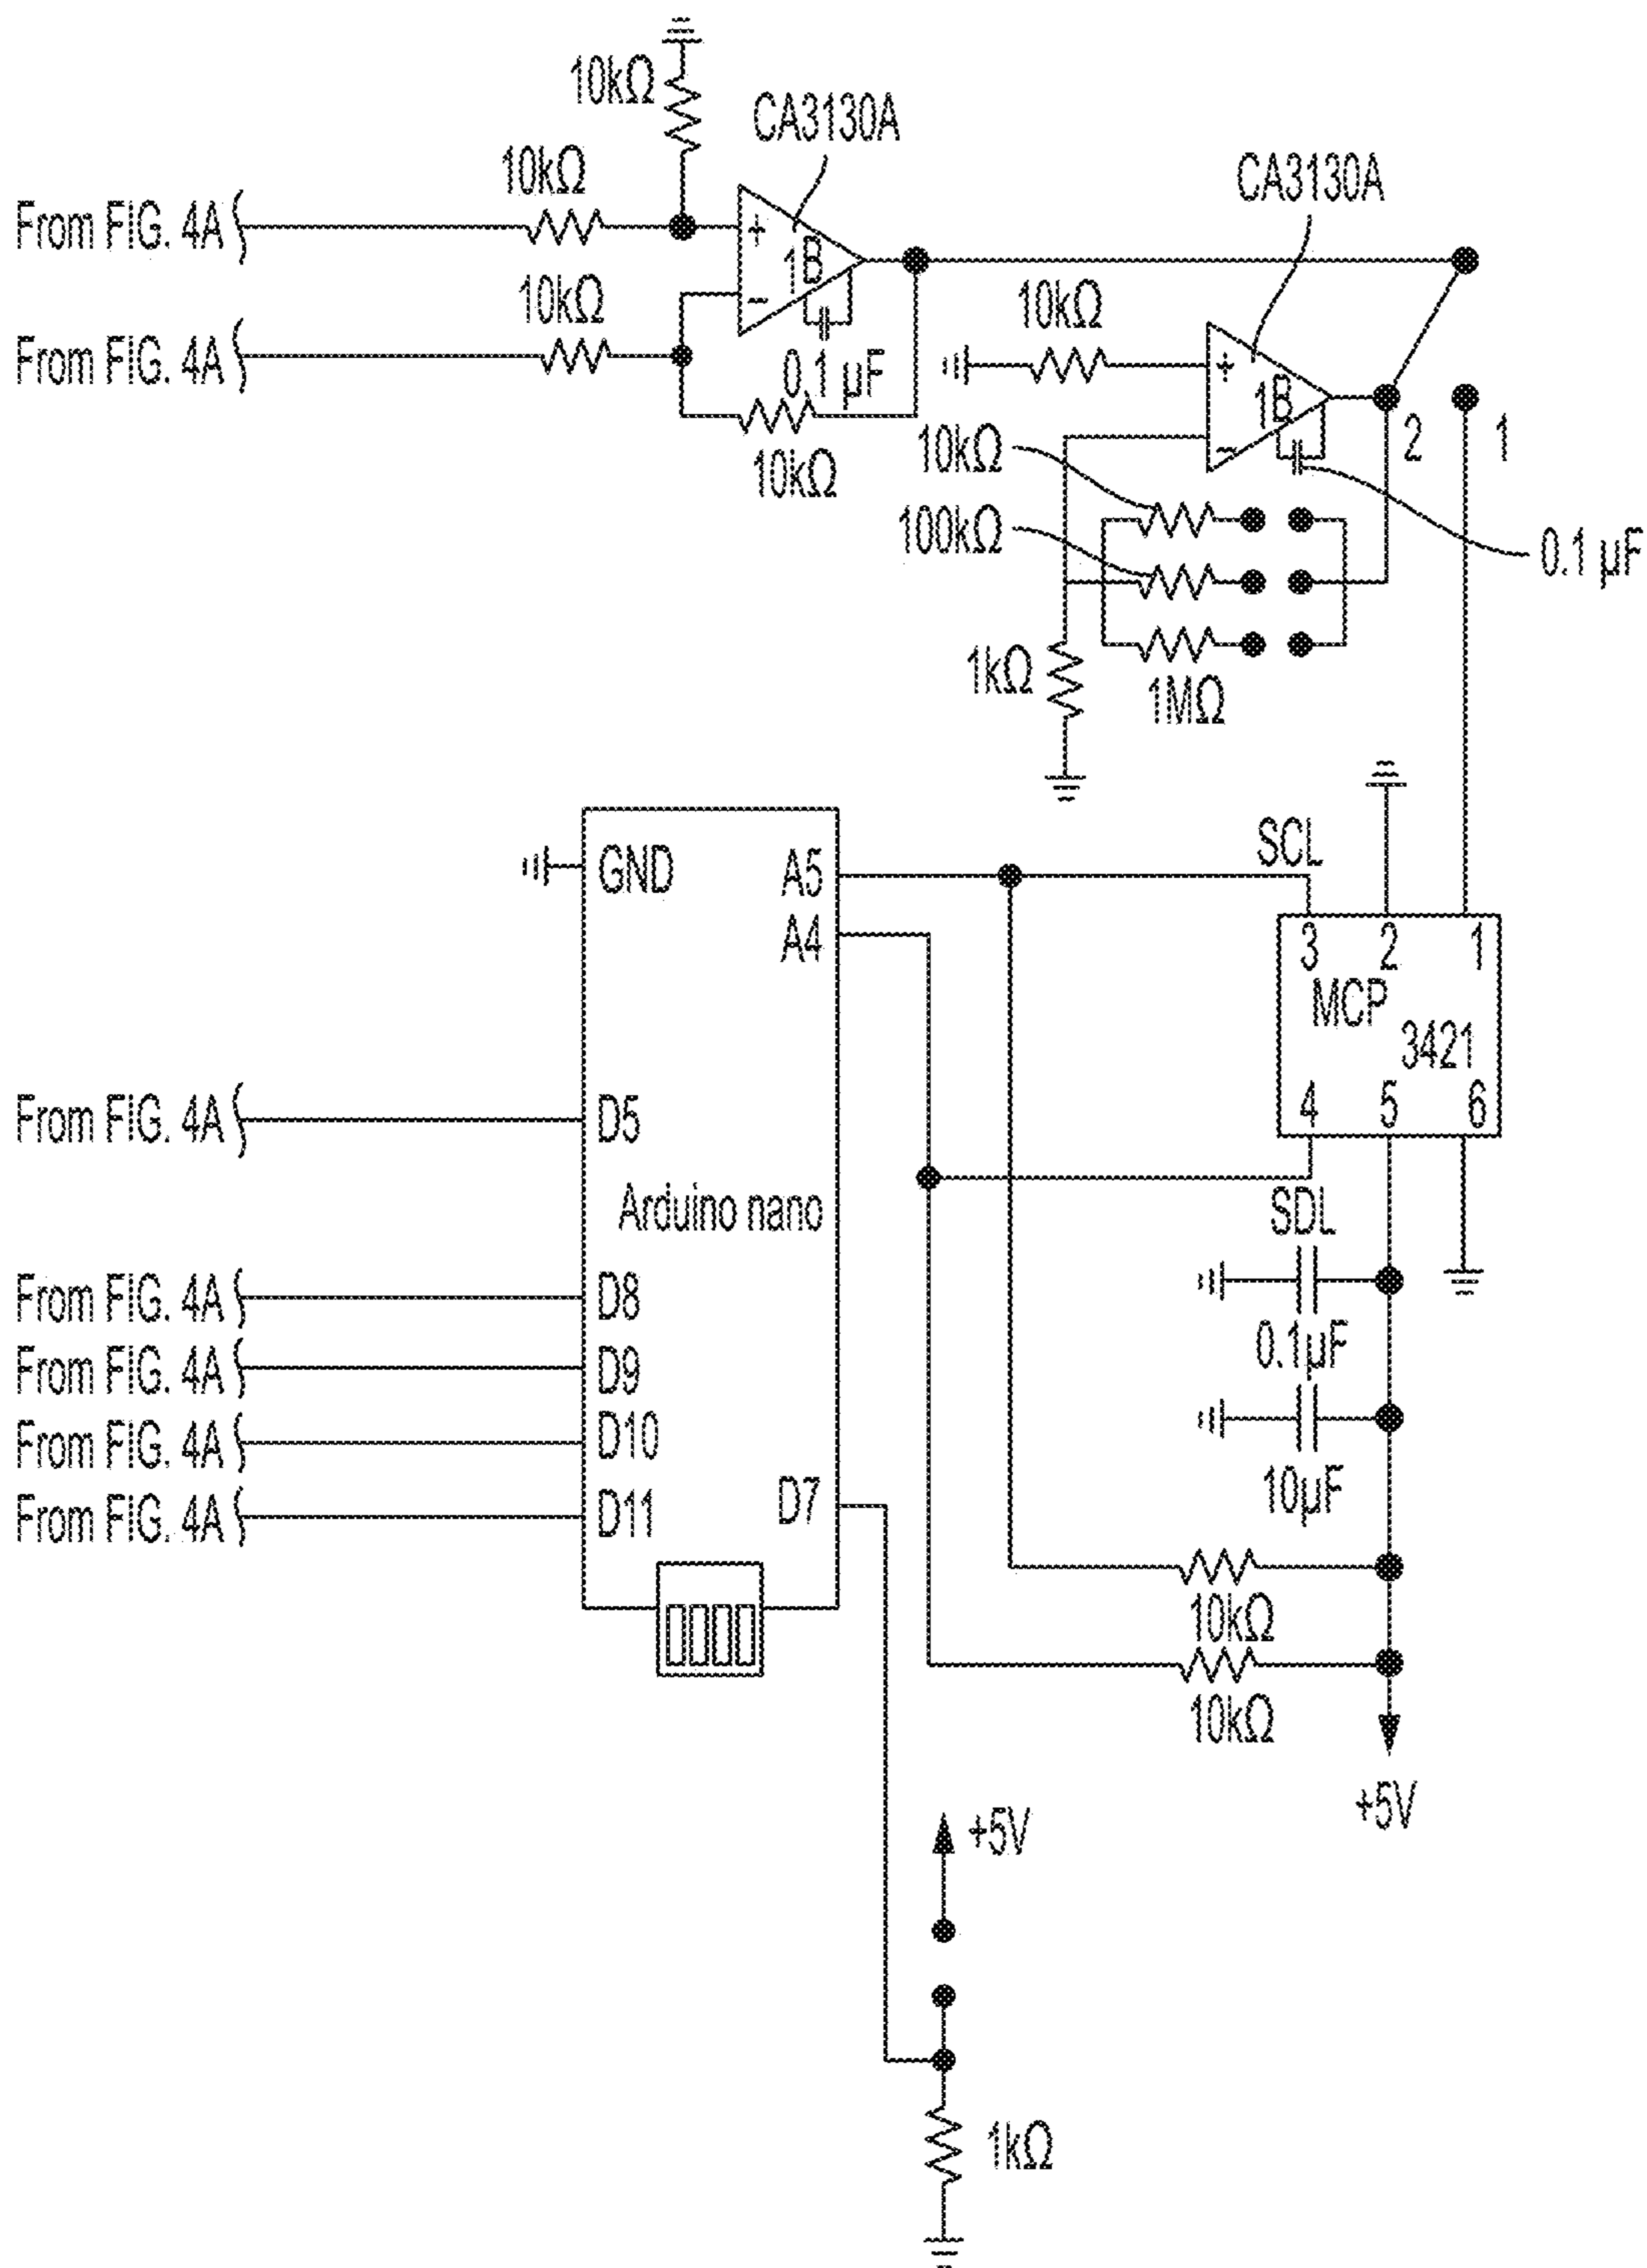 10kΩ
CA3130A
10kΩ
From FIG. 4A
+
1B
−
CA3130A
10kΩ
From FIG. 4A
0.1 µF
10kΩ
10kΩ
+
1B
−
2
1
10kΩ
100kΩ
0.1 µF
1kΩ
1MΩ
GND
A5
SCL
A4
3
2
1
MCP
3421
4
5
6
From FIG. 4A
D5
Arduino nano
SDL
From FIG. 4A
D8
0.1µF
From FIG. 4A
D9
From FIG. 4A
D10
10µF
From FIG. 4A
D11
D7
10kΩ
10kΩ
+5V
+5V
1kΩ